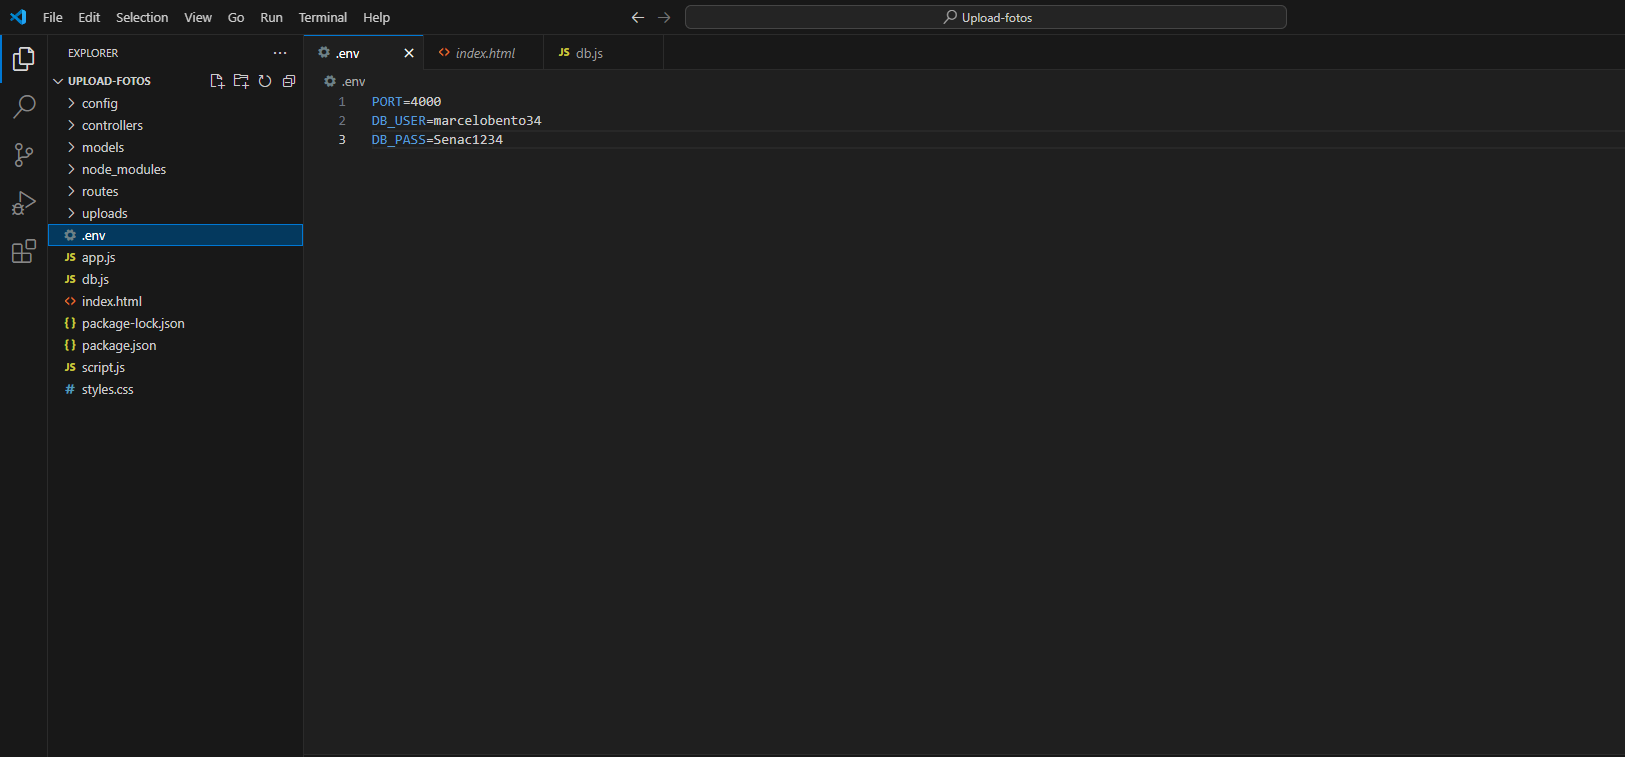 File Edit Selection View Go Run Terminal Help
Upload-fotos
EXPLORER
UPLOAD-FOTOS
config
controllers
models
node_modules
routes
uploads
.env
JS app.js
JS db.js
<> index.html
{} package-lock.json
{} package.json
JS script.js
# styles.css
.env
<> index.html
JS db.js
.env
1 PORT=4000
2 DB_USER=marcelobento34
3 DB_PASS=Senac1234